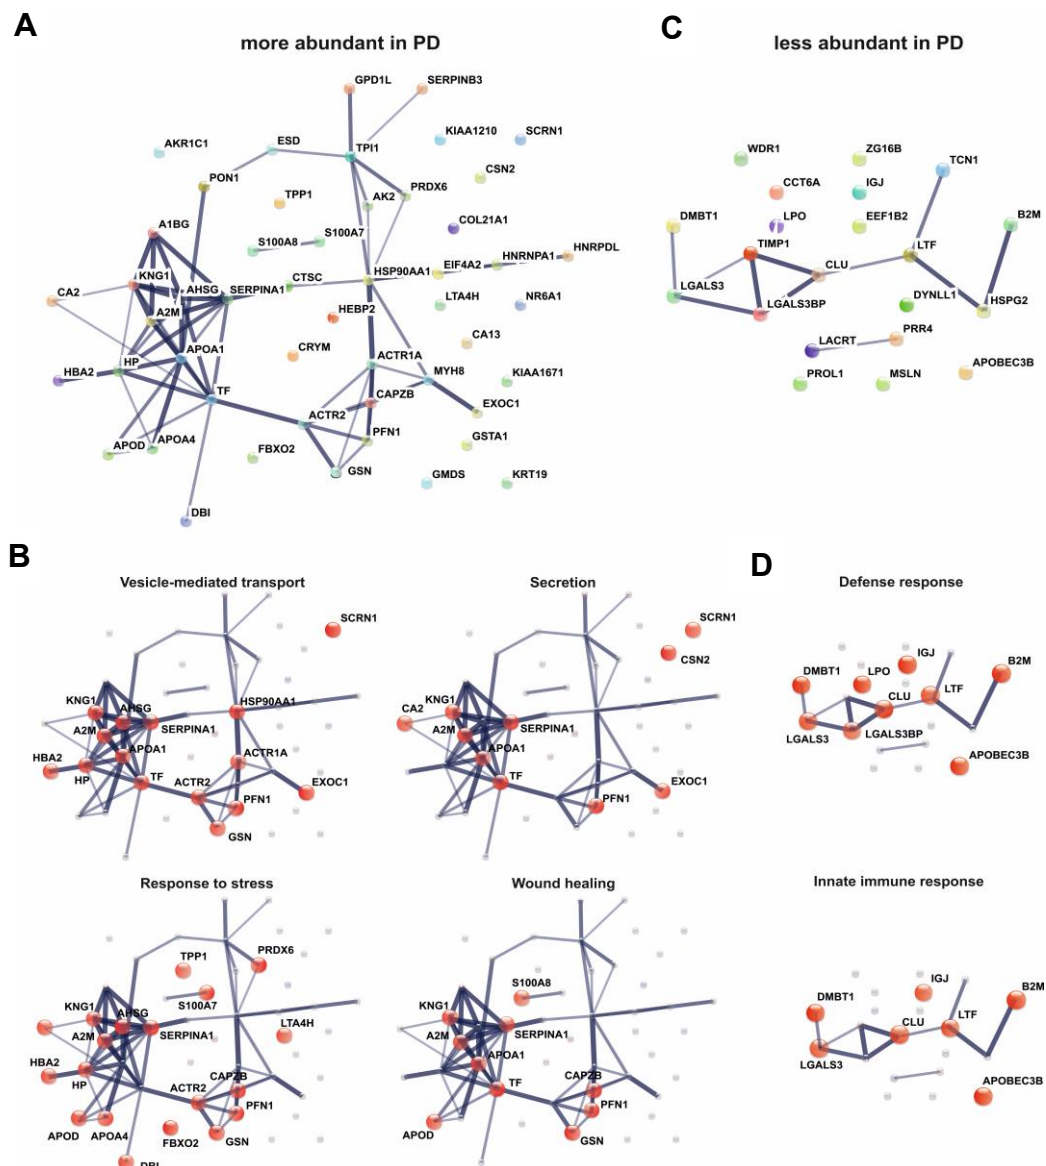 A
more abundant in PD
GPD1L
SERPINB3
AKR1C1
ESD
TPI1
KIAA1210
SCRN1
PON1
TPP1
AK2
PRDX6
CSN2
A1BG
S100A8
S100A7
COL21A1
HNRPDL
KNG1
AHSG
SERPINA1
CTSC
HSP90AA1
EIF4A2
HNRNPA1
CA2
A2M
HEBP2
LTA4H
NR6A1
HP
APOA1
CRYM
ACTR1A
CA13
HBA2
TF
MYH8
KIAA1671
CAPZB
ACTR2
EXOC1
APOD
APOA4
FBXO2
PFN1
GSTA1
GSN
GMDS
KRT19
DBI
C
less abundant in PD
WDR1
ZG16B
TCN1
CCT6A
IGJ
DMBT1
LPO
EEF1B2
B2M
TIMP1
CLU
LTF
LGALS3
LGALS3BP
DYNLL1
HSPG2
LACRT
PRR4
PROL1
MSLN
APOBEC3B
B
Vesicle-mediated transport
SCRN1
KNG1
AHSG
HSP90AA1
A2M
SERPINA1
APOA1
ACTR1A
HBA2
HP
TF
ACTR2
EXOC1
PFN1
GSN
Secretion
SCRN1
CSN2
KNG1
CA2
SERPINA1
A2M
APOA1
TF
EXOC1
PFN1
Response to stress
TPP1
PRDX6
KNG1
AHSG
S100A7
A2M
SERPINA1
LTA4H
HBA2
HP
CAPZB
ACTR2
PFN1
APOD
APOA4
FBXO2
GSN
DBI
Wound healing
S100A8
KNG1
A2M
SERPINA1
APOA1
TF
CAPZB
PFN1
APOD
GSN
D
Defense response
IGJ
DMBT1
LPO
B2M
CLU
LTF
LGALS3
LGALS3BP
APOBEC3B
Innate immune response
IGJ
DMBT1
B2M
CLU
LTF
LGALS3
APOBEC3B